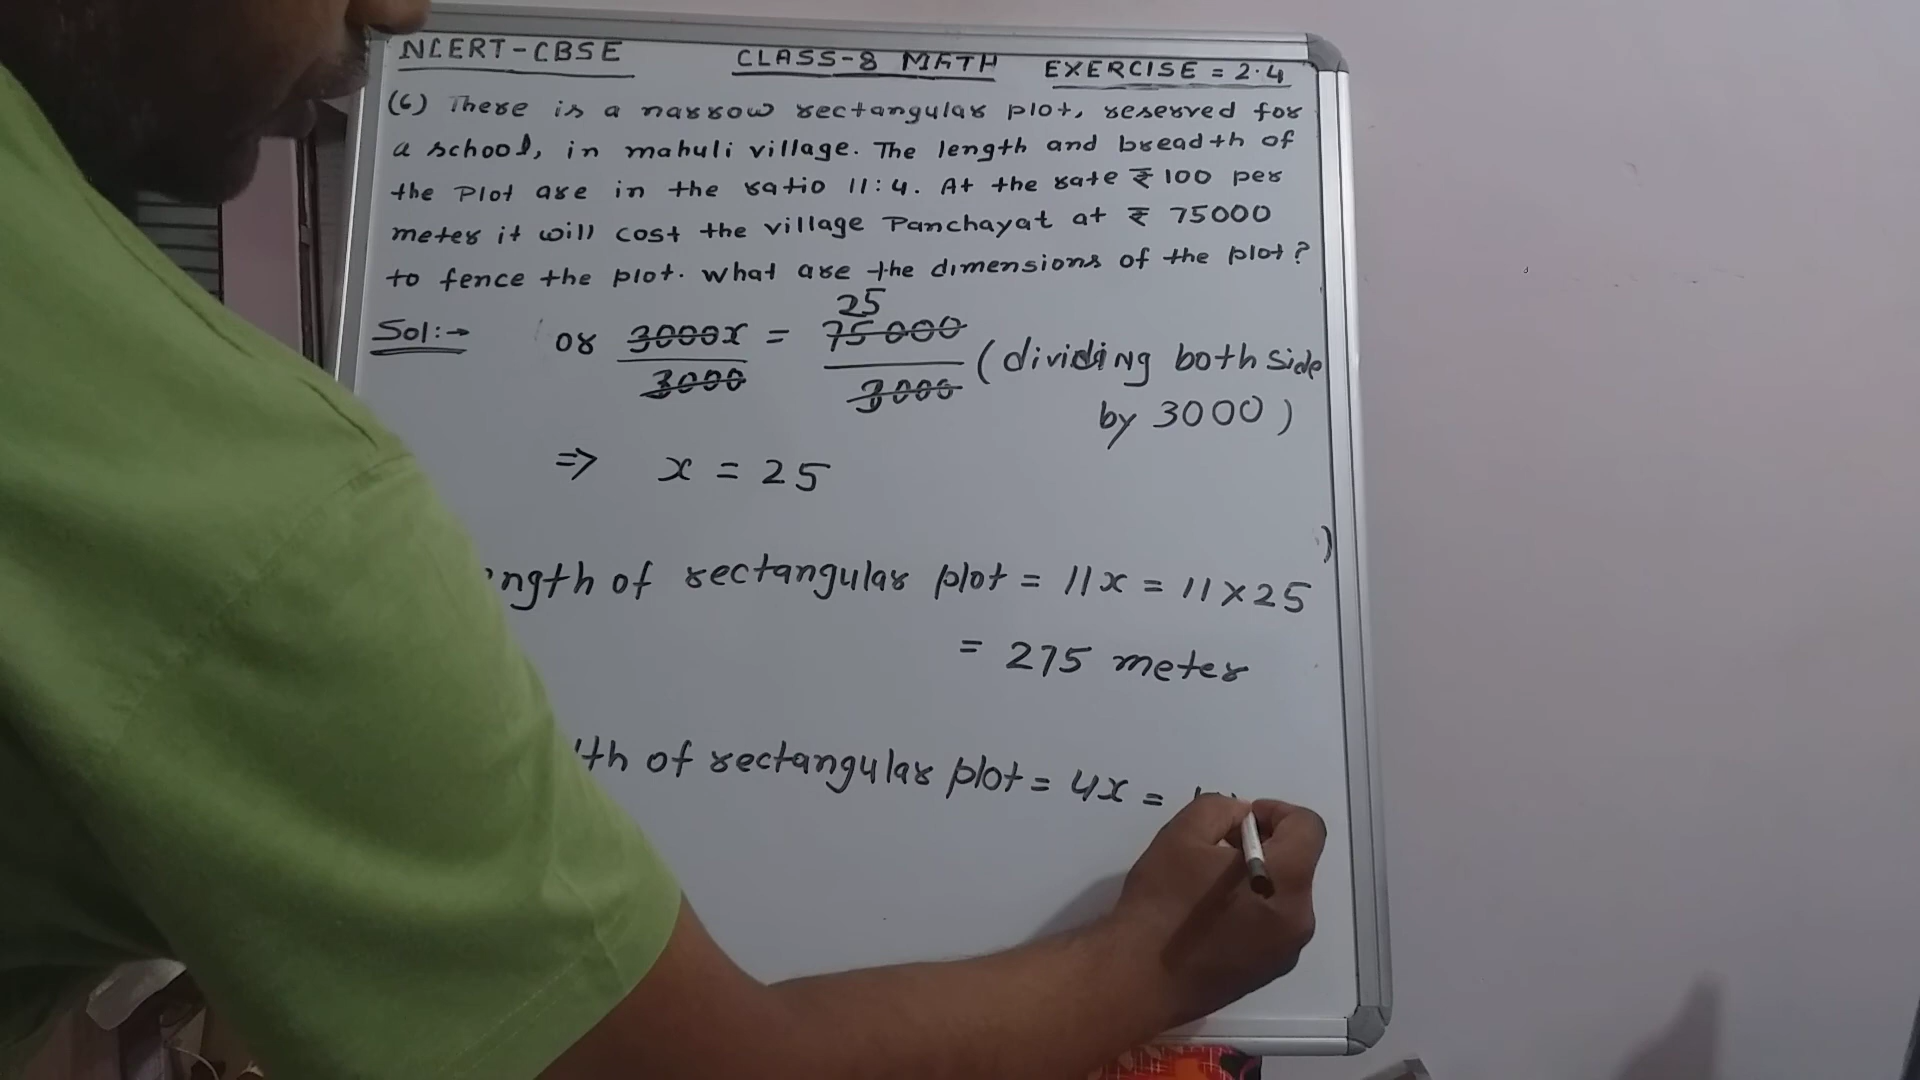 NCERT-CBSE CLASS-8 MATH EXERCISE = 2.4
(6) There is a narrow rectangular plot, reserved for
a school, in mahuli village. The length and breadth of
the Plot are in the ratio 11:4. At the rate ₹ 100 per
meter it will cost the village Panchayat at ₹ 75000
to fence the plot. What are the dimensions of the plot?
Sol:→ or 3000x/3000 = 75000/3000 25 (dividing both side
by 3000)
⇒ x = 25
ngth of rectangular plot = 11x = 11×25
= 275 meter
th of rectangular plot = 4x =